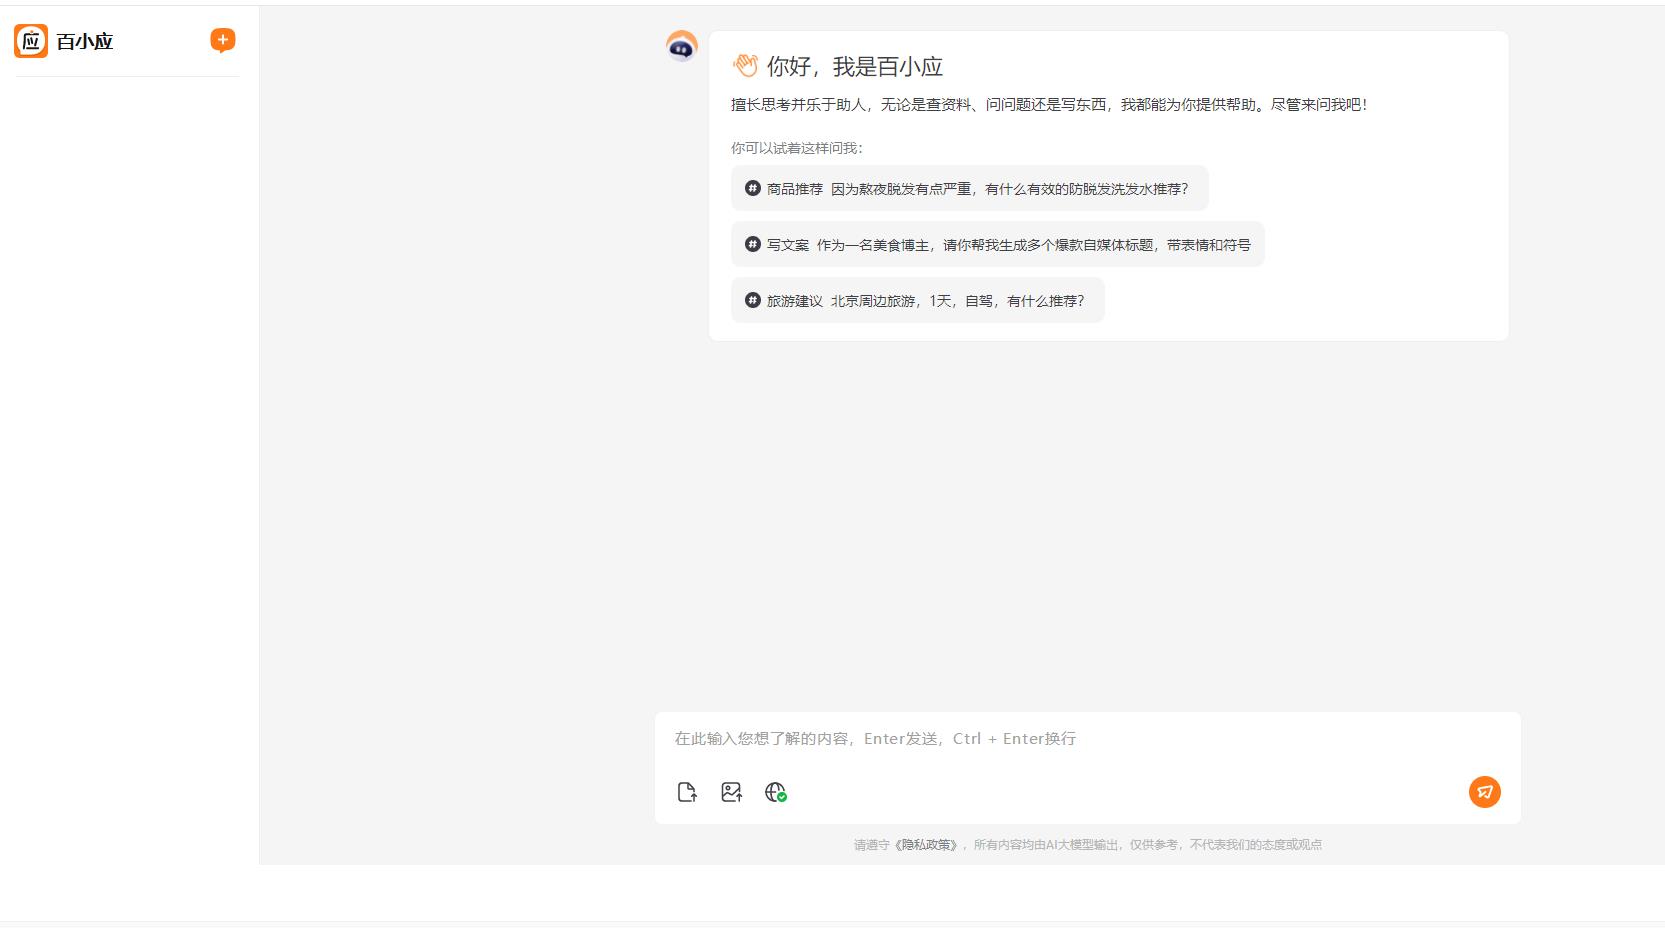 应 百小应
你好，我是百小应
擅长思考并乐于助人，无论是查资料、问问题还是写东西，我都能为你提供帮助。尽管来问我吧！
你可以试着这样问我：
# 商品推荐 因为熬夜脱发有点严重，有什么有效的防脱发洗发水推荐？
# 写文案 作为一名美食博主，请你帮我生成多个爆款自媒体标题，带表情和符号
# 旅游建议 北京周边旅游，1天，自驾，有什么推荐？
在此输入您想了解的内容，Enter发送，Ctrl + Enter换行
请遵守《隐私政策》，所有内容均由AI大模型输出，仅供参考，不代表我们的态度或观点